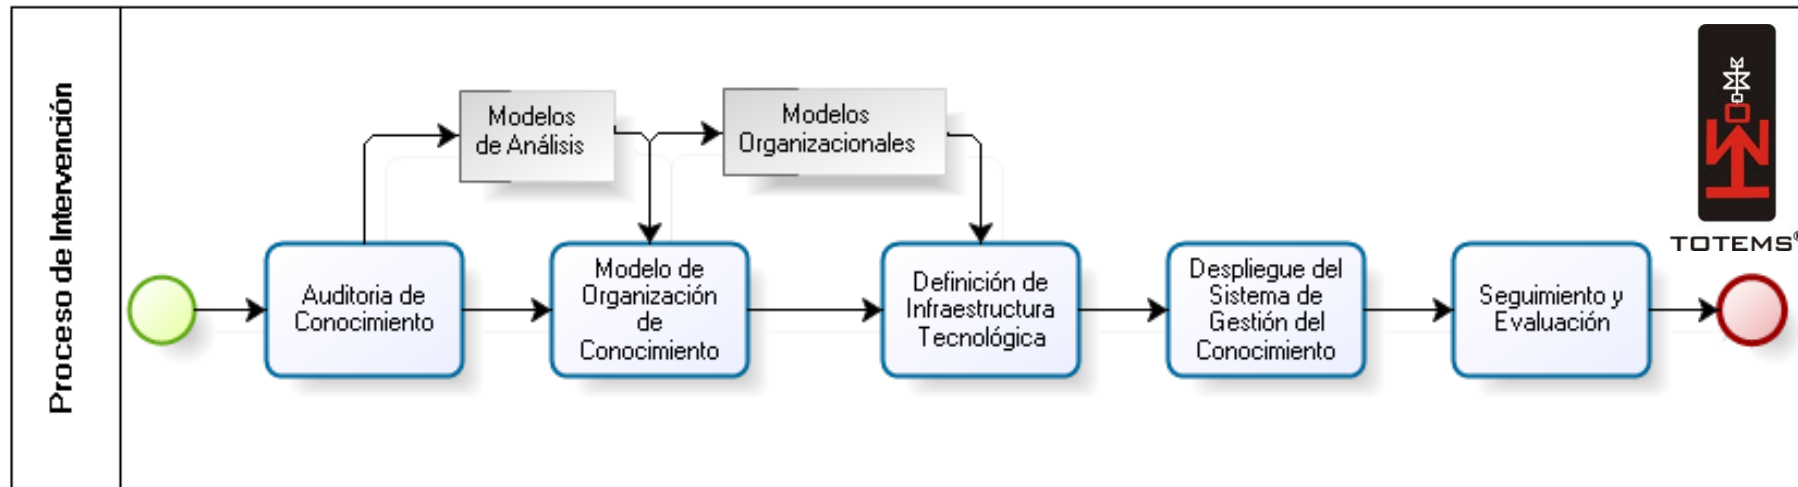 Proceso de Intervención
Modelos
de Análisis
Modelos
Organizacionales
TOTEMS®
Auditoria de
Conocimiento
Modelo de
Organización
de
Conocimiento
Definición de
Infraestructura
Tecnológica
Despliegue del
Sistema de
Gestión del
Conocimiento
Seguimiento y
Evaluación